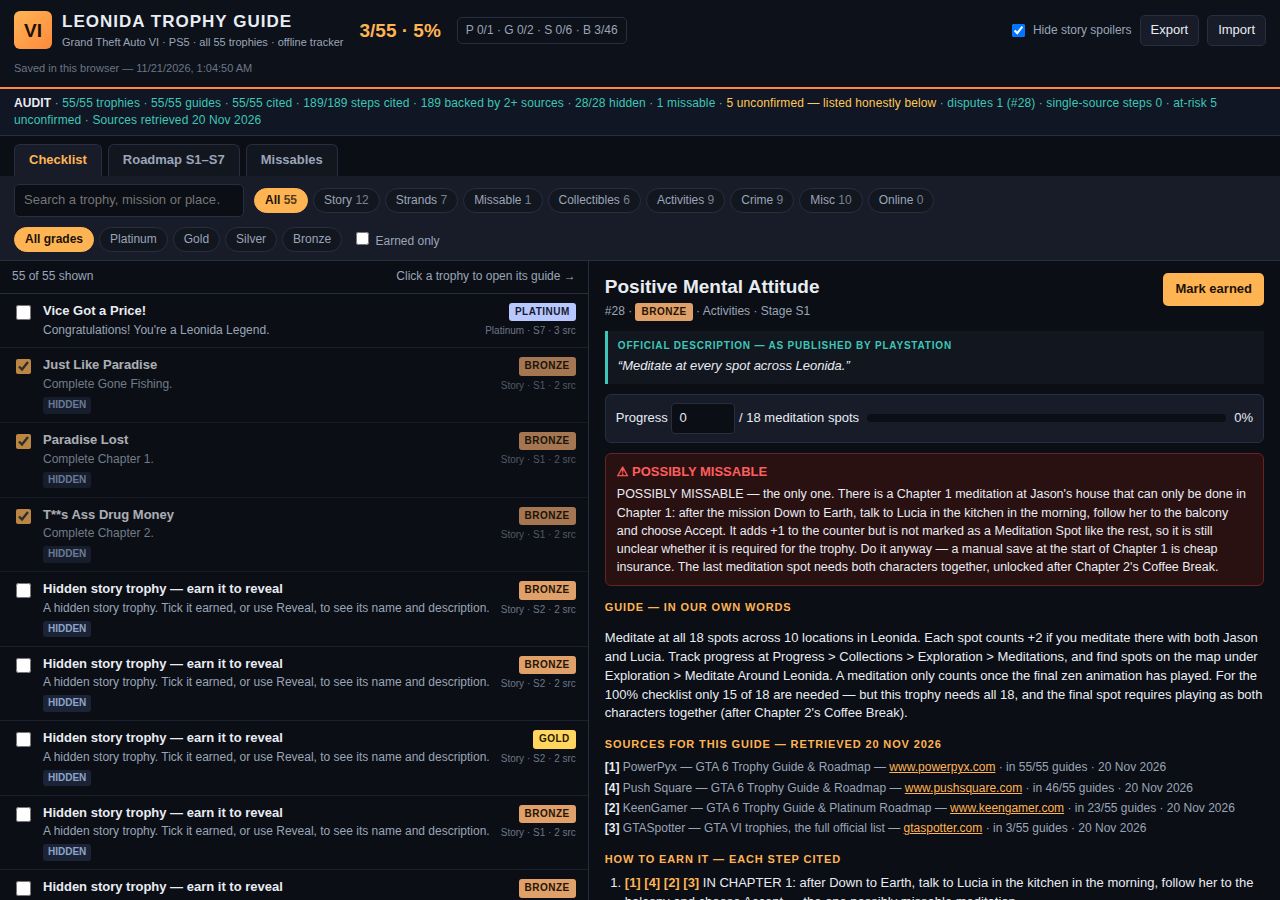 VI
LEONIDA TROPHY GUIDE
Grand Theft Auto VI · PS5 · all 55 trophies · offline tracker
3/55 · 5%
P 0/1 · G 0/2 · S 0/6 · B 3/46
Hide story spoilers
Export
Import
Saved in this browser — 11/21/2026, 1:04:50 AM
AUDIT · 55/55 trophies · 55/55 guides · 55/55 cited · 189/189 steps cited · 189 backed by 2+ sources · 28/28 hidden · 1 missable · 5 unconfirmed — listed honestly below · disputes 1 (#28) · single-source steps 0 · at-risk 5
unconfirmed · Sources retrieved 20 Nov 2026
Checklist
Roadmap S1–S7
Missables
Search a trophy, mission or place.
All 55
Story 12
Strands 7
Missable 1
Collectibles 6
Activities 9
Crime 9
Misc 10
Online 0
All grades
Platinum
Gold
Silver
Bronze
Earned only
55 of 55 shown
Click a trophy to open its guide →
Vice Got a Price!
PLATINUM
Congratulations! You're a Leonida Legend.
Platinum · S7 · 3 src
Just Like Paradise
BRONZE
Complete Gone Fishing.
Story · S1 · 2 src
HIDDEN
Paradise Lost
BRONZE
Complete Chapter 1.
Story · S1 · 2 src
HIDDEN
T**s Ass Drug Money
BRONZE
Complete Chapter 2.
Story · S1 · 2 src
HIDDEN
Hidden story trophy — earn it to reveal
BRONZE
A hidden story trophy. Tick it earned, or use Reveal, to see its name and description.
Story · S2 · 2 src
HIDDEN
Hidden story trophy — earn it to reveal
BRONZE
A hidden story trophy. Tick it earned, or use Reveal, to see its name and description.
Story · S2 · 2 src
HIDDEN
Hidden story trophy — earn it to reveal
GOLD
A hidden story trophy. Tick it earned, or use Reveal, to see its name and description.
Story · S2 · 2 src
HIDDEN
Hidden story trophy — earn it to reveal
BRONZE
A hidden story trophy. Tick it earned, or use Reveal, to see its name and description.
Story · S1 · 2 src
HIDDEN
Hidden story trophy — earn it to reveal
BRONZE
Positive Mental Attitude
Mark earned
#28 · BRONZE · Activities · Stage S1
OFFICIAL DESCRIPTION — AS PUBLISHED BY PLAYSTATION
“Meditate at every spot across Leonida.”
Progress 0 / 18 meditation spots 0%
⚠ POSSIBLY MISSABLE
POSSIBLY MISSABLE — the only one. There is a Chapter 1 meditation at Jason's house that can only be done in
Chapter 1: after the mission Down to Earth, talk to Lucia in the kitchen in the morning, follow her to the balcony
and choose Accept. It adds +1 to the counter but is not marked as a Meditation Spot like the rest, so it is still
unclear whether it is required for the trophy. Do it anyway — a manual save at the start of Chapter 1 is cheap
insurance. The last meditation spot needs both characters together, unlocked after Chapter 2's Coffee Break.
GUIDE — IN OUR OWN WORDS
Meditate at all 18 spots across 10 locations in Leonida. Each spot counts +2 if you meditate there with both Jason
and Lucia. Track progress at Progress > Collections > Exploration > Meditations, and find spots on the map under
Exploration > Meditate Around Leonida. A meditation only counts once the final zen animation has played. For the
100% checklist only 15 of 18 are needed — but this trophy needs all 18, and the final spot requires playing as both
characters together (after Chapter 2's Coffee Break).
SOURCES FOR THIS GUIDE — RETRIEVED 20 NOV 2026
[1] PowerPyx — GTA 6 Trophy Guide & Roadmap — www.powerpyx.com · in 55/55 guides · 20 Nov 2026
[4] Push Square — GTA 6 Trophy Guide & Roadmap — www.pushsquare.com · in 46/55 guides · 20 Nov 2026
[2] KeenGamer — GTA 6 Trophy Guide & Platinum Roadmap — www.keengamer.com · in 23/55 guides · 20 Nov 2026
[3] GTASpotter — GTA VI trophies, the full official list — gtaspotter.com · in 3/55 guides · 20 Nov 2026
HOW TO EARN IT — EACH STEP CITED
1. [1] [4] [2] [3] IN CHAPTER 1: after Down to Earth, talk to Lucia in the kitchen in the morning, follow her to the